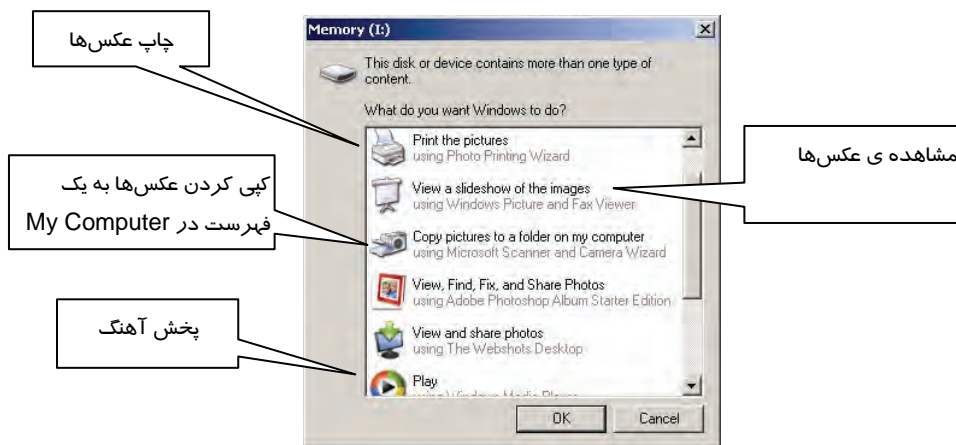 چاپ عکس‌ها
Memory (I:)
This disk or device contains more than one type of
content.
What do you want Windows to do?
Print the pictures
using Photo Printing Wizard
مشاهده ی عکس‌ها
View a slideshow of the images
using Windows Picture and Fax Viewer
کپی کردن عکس‌ها به یک
فهرست در My Computer
Copy pictures to a folder on my computer
using Microsoft Scanner and Camera Wizard
View, Find, Fix, and Share Photos
using Adobe Photoshop Album Starter Edition
پخش آهنگ
View and share photos
using The Webshots Desktop
Play
using Windows Media Player
OK
Cancel